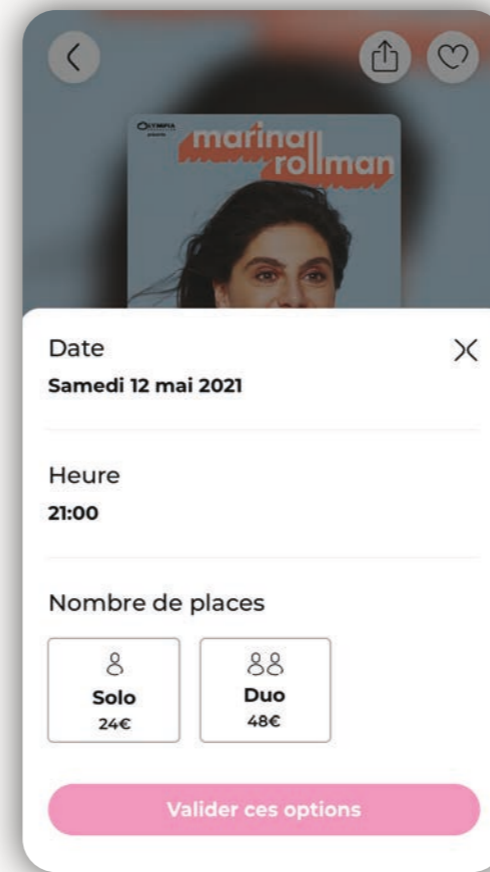 OLYMPIA
marina
rollman
Date
Samedi 12 mai 2021
Heure
21:00
Nombre de places
Solo
24€
Duo
48€
Valider ces options